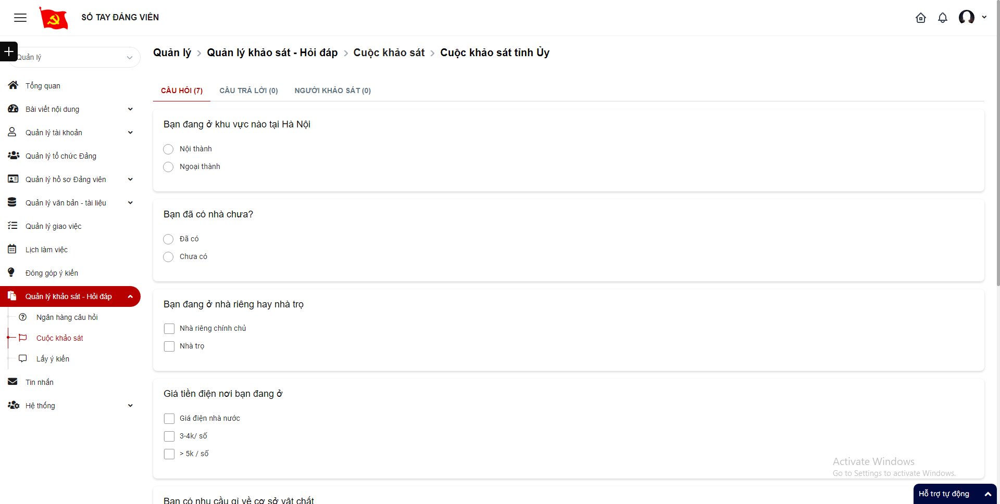 SỔ TAY ĐẢNG VIÊN
Quản lý
Tổng quan
Bài viết nội dung
Quản lý tài khoản
Quản lý tổ chức Đảng
Quản lý hồ sơ Đảng viên
Quản lý văn bản - tài liệu
Quản lý giao việc
Lịch làm việc
Đóng góp ý kiến
Quản lý khảo sát - Hỏi đáp
Ngân hàng câu hỏi
Cuộc khảo sát
Lấy ý kiến
Tin nhắn
Hệ thống
Quản lý > Quản lý khảo sát - Hỏi đáp > Cuộc khảo sát > Cuộc khảo sát tỉnh Ủy
CÂU HỎI (7) CÂU TRẢ LỜI (0) NGƯỜI KHẢO SÁT (0)
Bạn đang ở khu vực nào tại Hà Nội
Nội thành
Ngoại thành
Bạn đã có nhà chưa?
Đã có
Chưa có
Bạn đang ở nhà riêng hay nhà trọ
Nhà riêng chính chủ
Nhà trọ
Giá tiền điện nơi bạn đang ở
Giá điện nhà nước
3-4k/ số
> 5k / số
Bạn có nhu cầu gì về cơ sở vật chất
Activate Windows
Go to Settings to activate Windows.
Hỗ trợ tự động